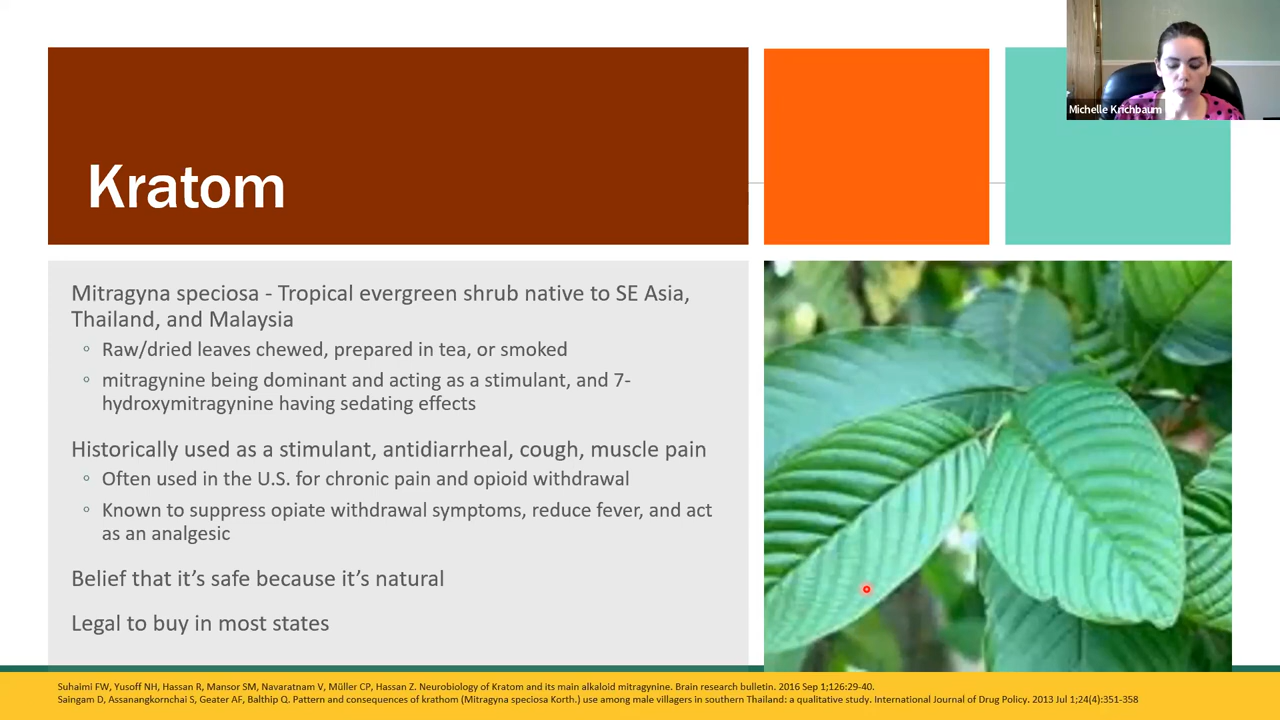 Michelle Krichbaum
Kratom
Mitragyna speciosa - Tropical evergreen shrub native to SE Asia,
Thailand, and Malaysia
◦ Raw/dried leaves chewed, prepared in tea, or smoked
◦ mitragynine being dominant and acting as a stimulant, and 7-
hydroxymitragynine having sedating effects
Historically used as a stimulant, antidiarrheal, cough, muscle pain
◦ Often used in the U.S. for chronic pain and opioid withdrawal
◦ Known to suppress opiate withdrawal symptoms, reduce fever, and act
as an analgesic
Belief that it’s safe because it’s natural
Legal to buy in most states
Suhaimi FW, Yusoff NH, Hassan R, Mansor SM, Navaratnam V, Müller CP, Hassan Z. Neurobiology of Kratom and its main alkaloid mitragynine. Brain research bulletin. 2016 Sep 1;126:29-40.
Saingam D, Assanangkornchai S, Geater AF, Balthip Q. Pattern and consequences of krathom (Mitragyna speciosa Korth.) use among male villagers in southern Thailand: a qualitative study. International Journal of Drug Policy. 2013 Jul 1;24(4):351-358